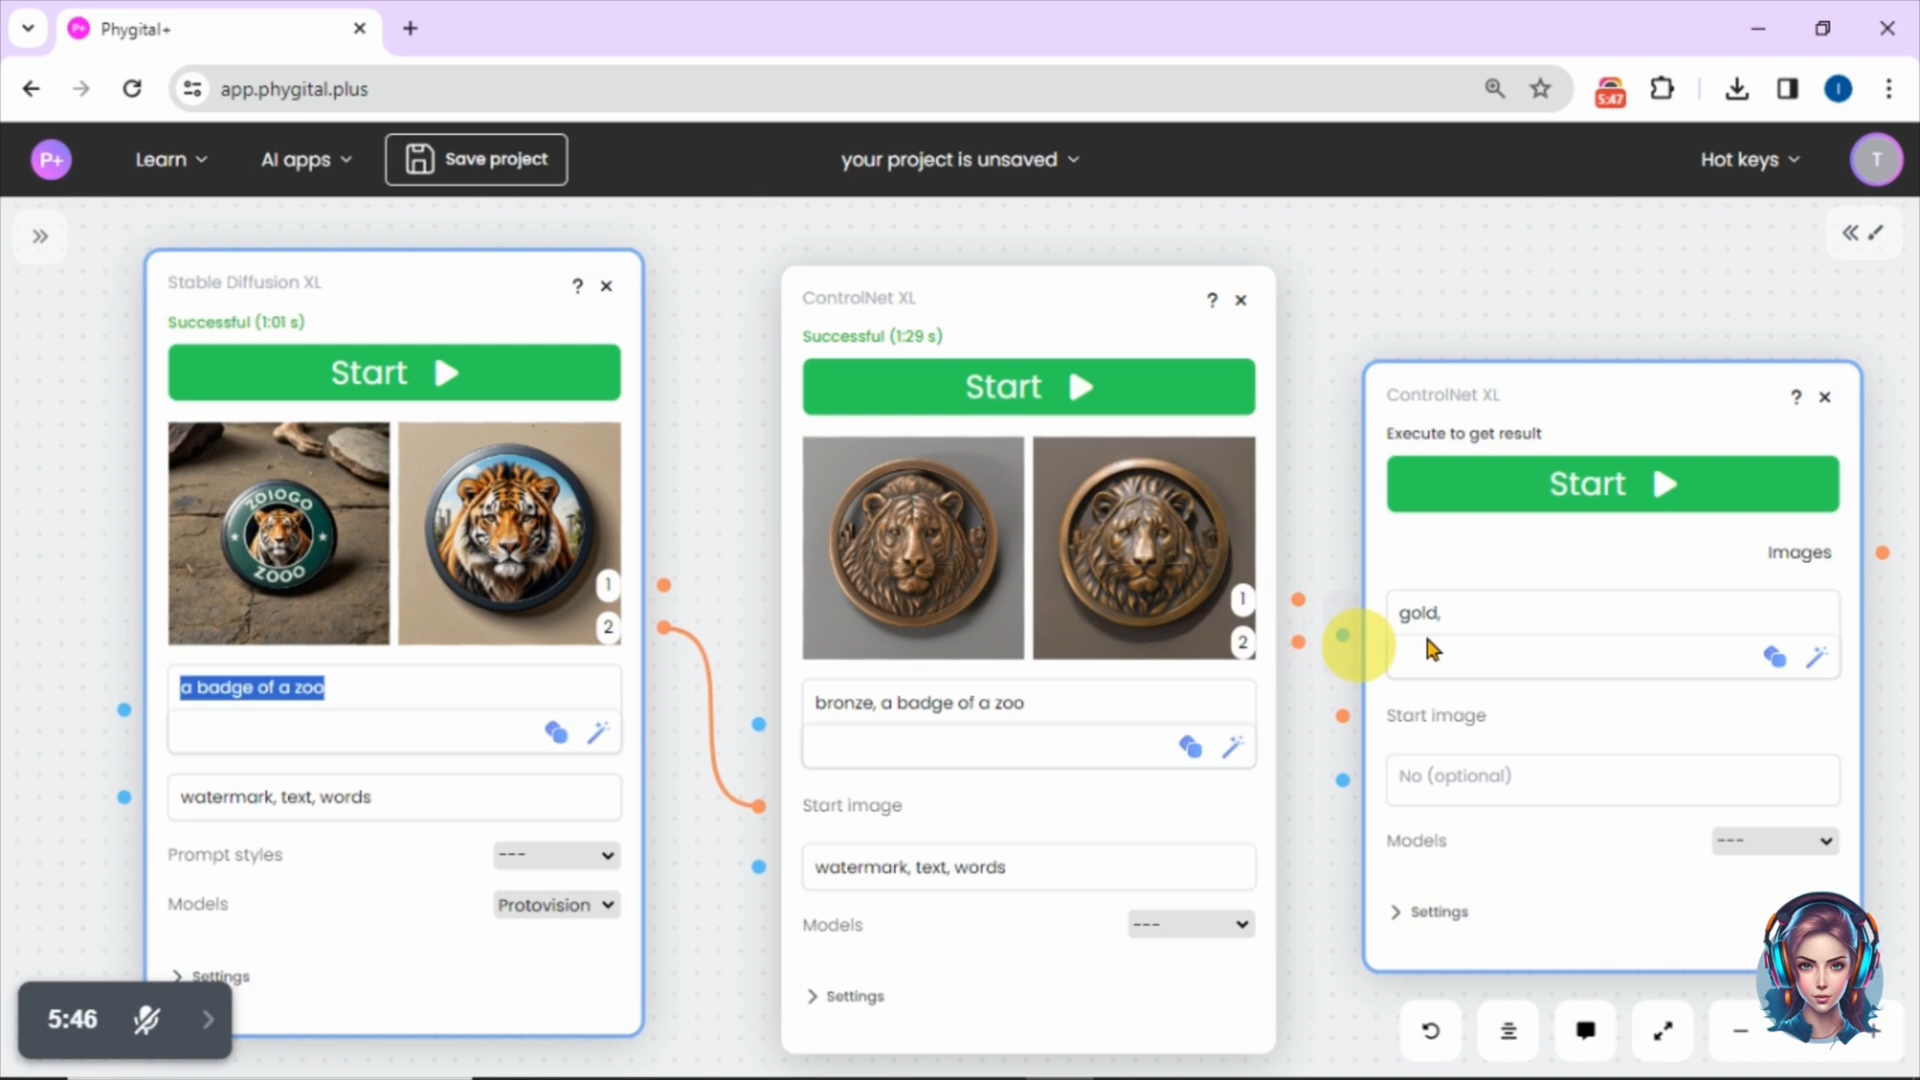 Phygital+
app.phygital.plus
5:47
I
P+
Learn
AI apps
Save project
your project is unsaved
Hot keys
T
Stable Diffusion XL
?
Successful (1:01 s)
Start
ZOIOGO
ZOOO
1
2
a badge of a zoo
watermark, text, words
Prompt styles
---
Models
Protovision
Settings
ControlNet XL
?
Successful (1:29 s)
Start
1
2
bronze, a badge of a zoo
Start image
watermark, text, words
Models
---
Settings
ControlNet XL
?
Execute to get result
Start
Images
gold,
Start image
No (optional)
Models
---
Settings
5:46